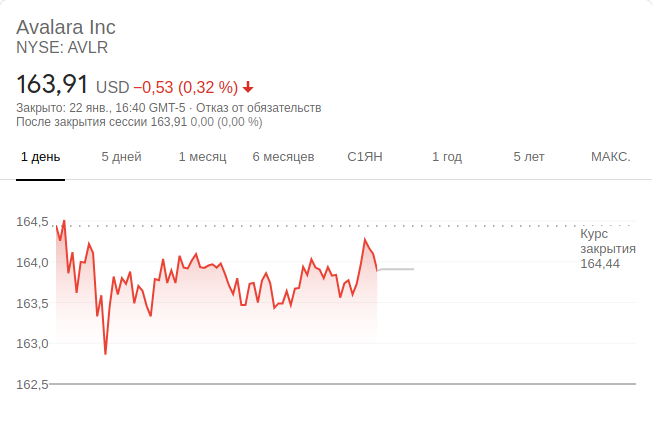 Avalara Inc
NYSE: AVLR
163,91 USD −0,53 (0,32 %)
Закрыто: 22 янв., 16:40 GMT-5 · Отказ от обязательств
После закрытия сессии 163,91 0,00 (0,00 %)
1 день 5 дней 1 месяц 6 месяцев С1ЯН 1 год 5 лет МАКС.
164,5
Курс
закрытия
164,44
164,0
163,5
163,0
162,5